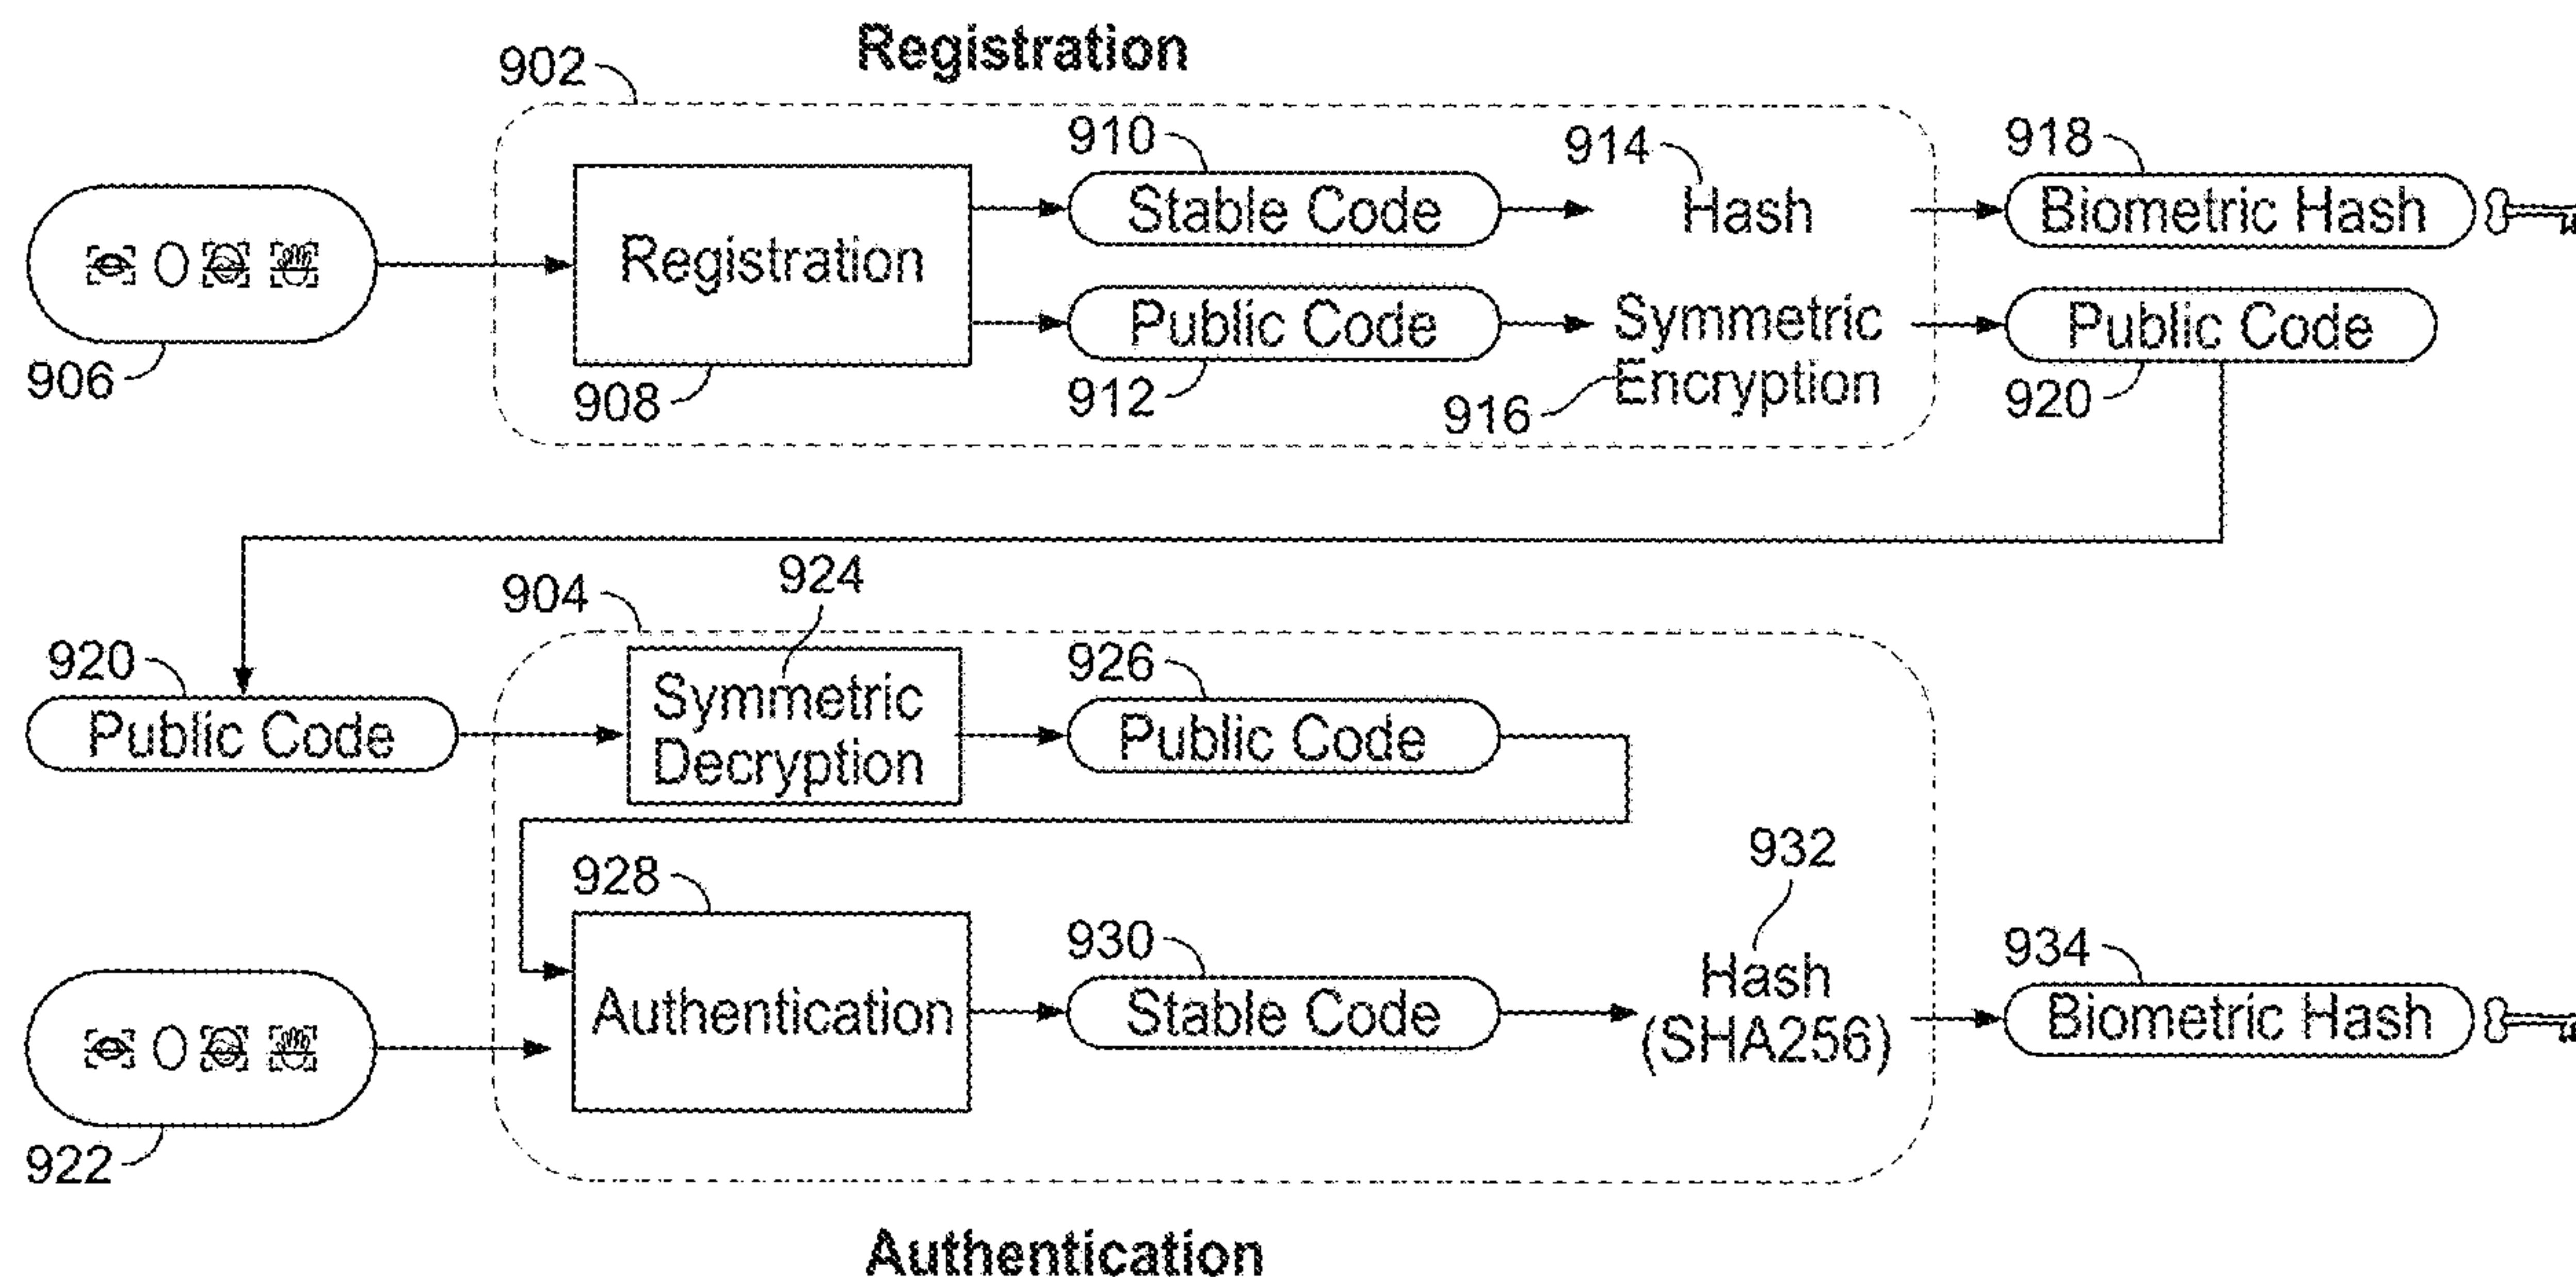 Registration
902
910
914
918
Stable Code
Hash
Biometric Hash
Registration
Public Code
Symmetric
Encryption
Public Code
906
908
912
916
920
924
904
920
926
Public Code
Symmetric
Decryption
Public Code
932
928
930
934
Authentication
Stable Code
Hash
(SHA256)
Biometric Hash
922
Authentication